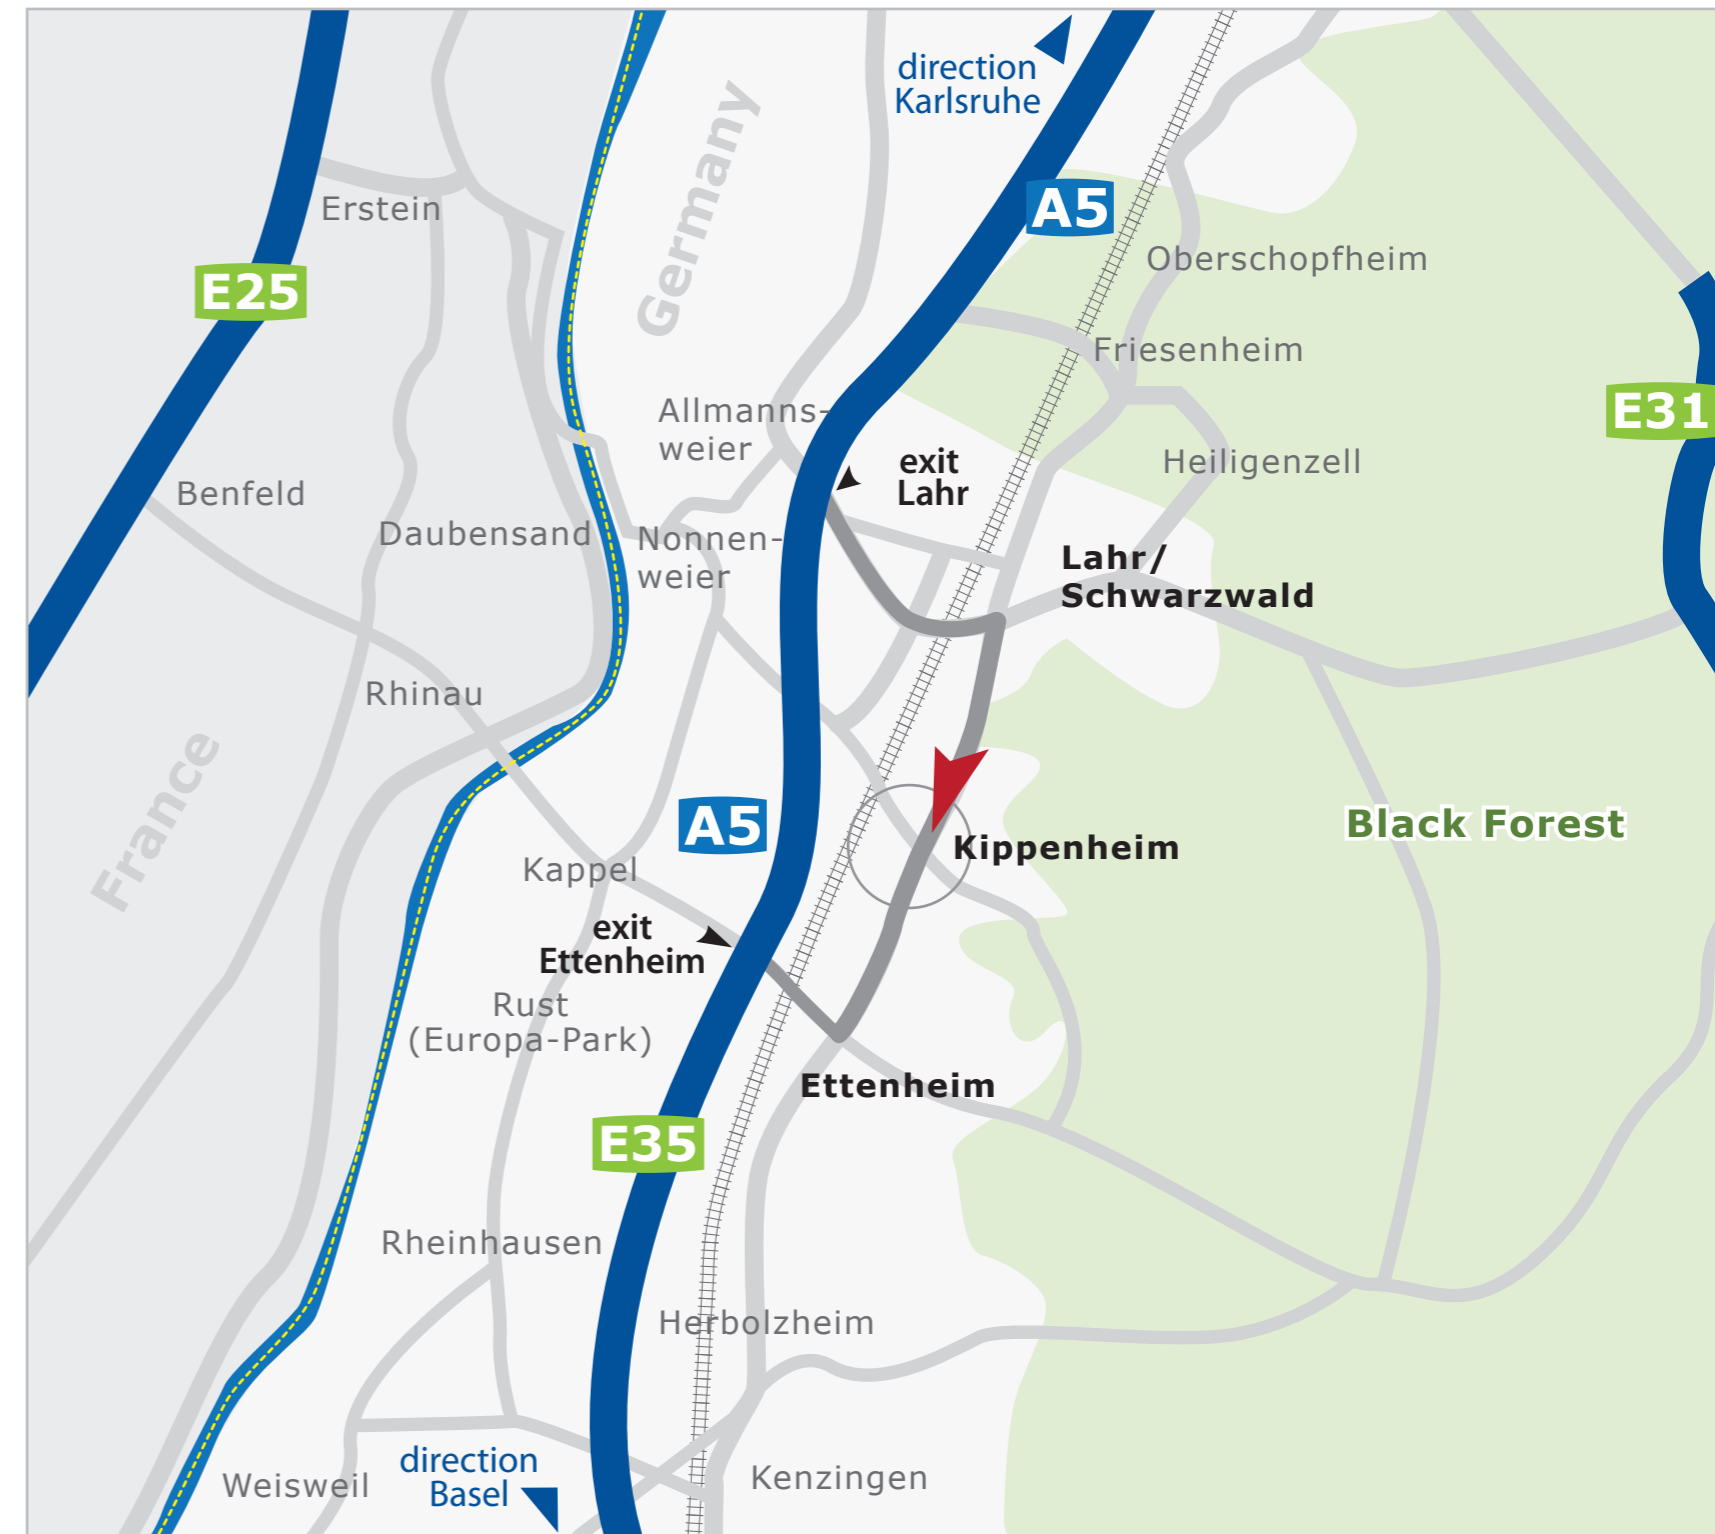 direction
Karlsruhe
Germany
A5
Erstein
Oberschopfheim
E25
Friesenheim
E31
Allmanns-
weier
exit
Lahr
Heiligenzell
Benfeld
Daubensand
Nonnen-
weier
Lahr/
Schwarzwald
Rhinau
France
A5
Black Forest
Kippenheim
Kappel
exit
Ettenheim
Rust
(Europa-Park)
Ettenheim
E35
Rheinhausen
Herbolzheim
direction
Basel
Weisweil
Kenzingen